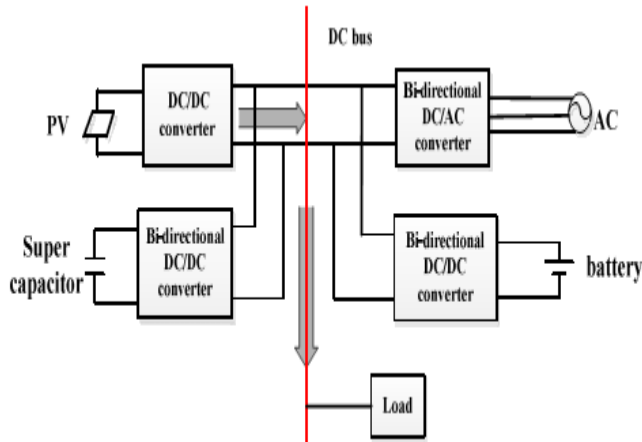 DC bus
PV
DC/DC
converter
Bi-directional
DC/AC
converter
AC
Super
capacitor
Bi-directional
DC/DC
converter
Bi-directional
DC/DC
converter
battery
Load